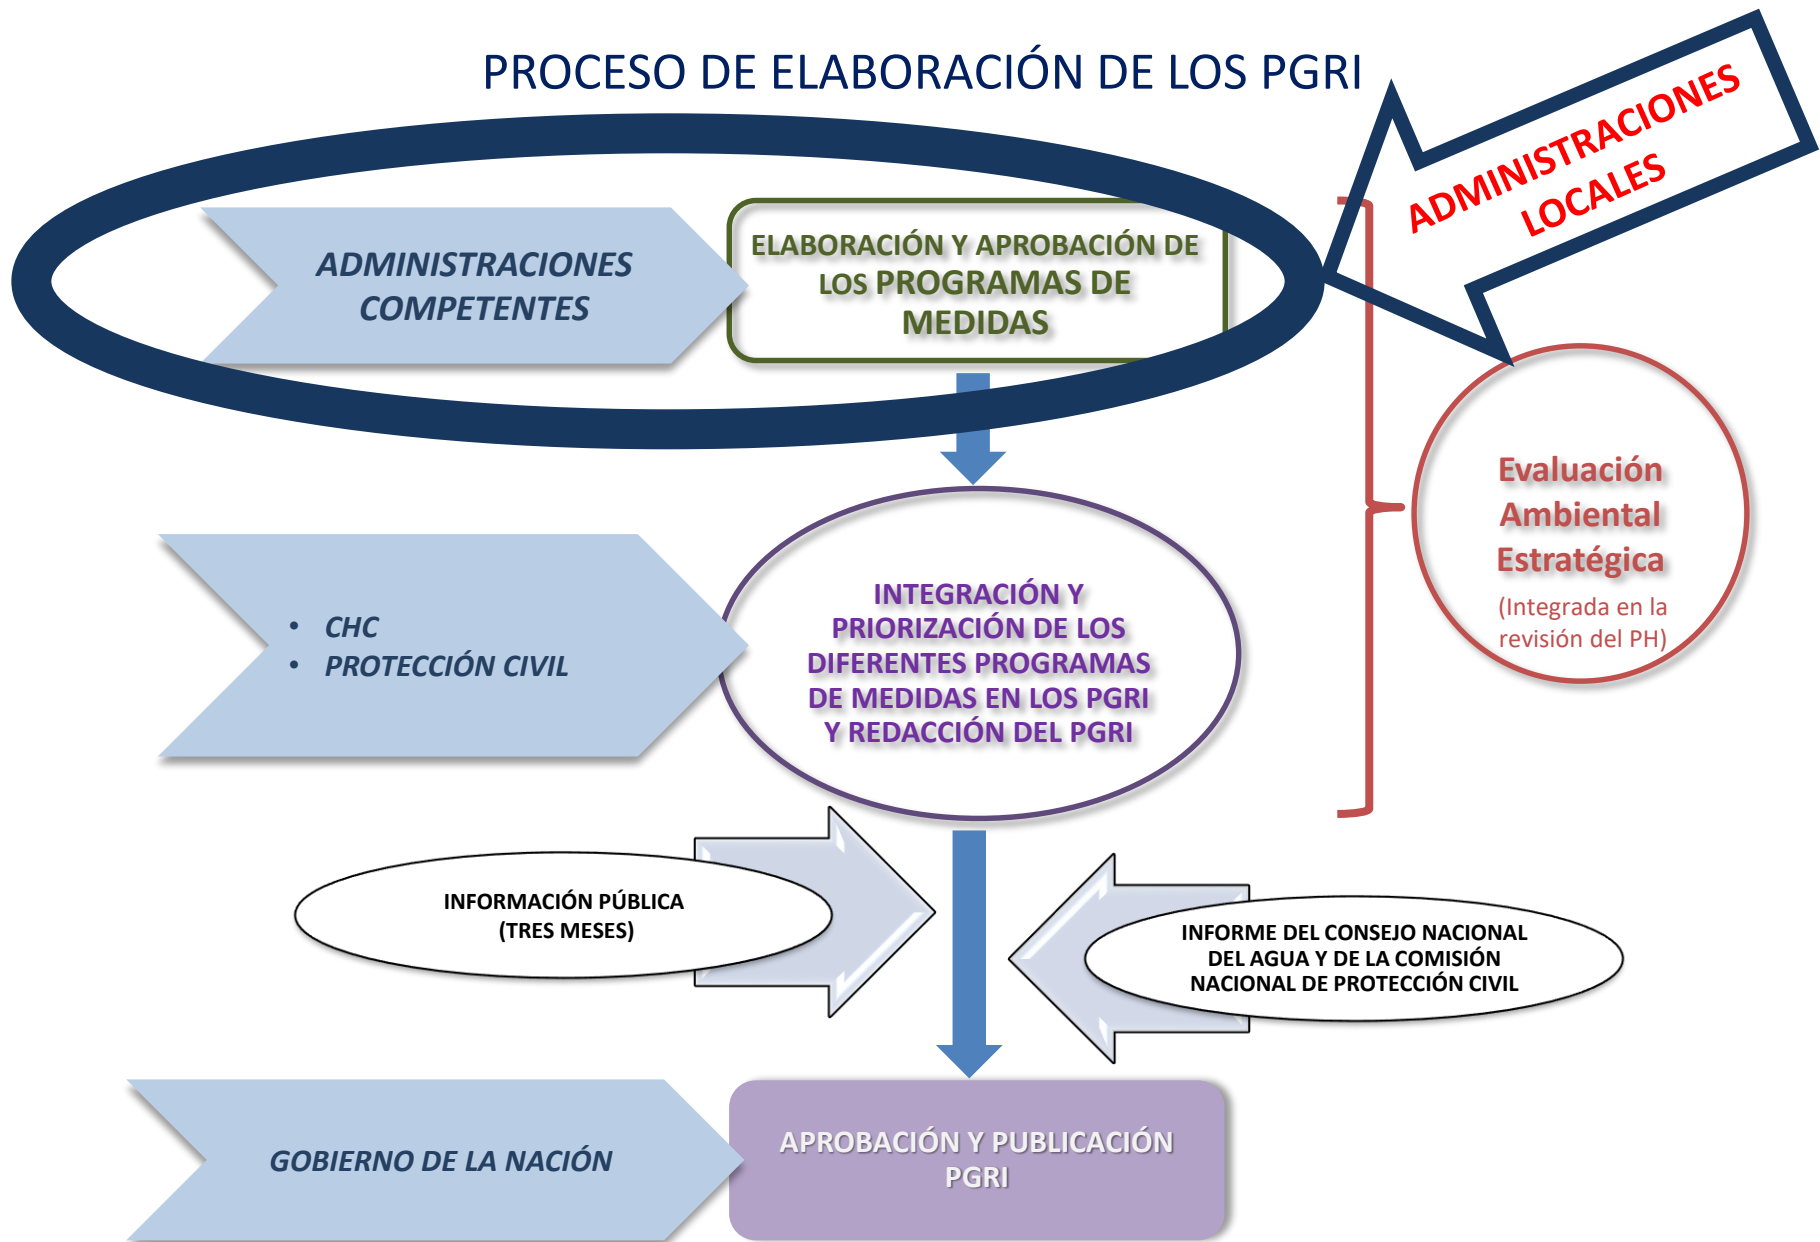 PROCESO DE ELABORACIÓN DE LOS PGRI
ADMINISTRACIONES
LOCALES
ADMINISTRACIONES
COMPETENTES
ELABORACIÓN Y APROBACIÓN DE
LOS PROGRAMAS DE
MEDIDAS
Evaluación
Ambiental
Estratégica
(Integrada en la
revisión del PH)
• CHC
• PROTECCIÓN CIVIL
INTEGRACIÓN Y
PRIORIZACIÓN DE LOS
DIFERENTES PROGRAMAS
DE MEDIDAS EN LOS PGRI
Y REDACCIÓN DEL PGRI
INFORMACIÓN PÚBLICA
(TRES MESES)
INFORME DEL CONSEJO NACIONAL
DEL AGUA Y DE LA COMISIÓN
NACIONAL DE PROTECCIÓN CIVIL
GOBIERNO DE LA NACIÓN
APROBACIÓN Y PUBLICACIÓN
PGRI